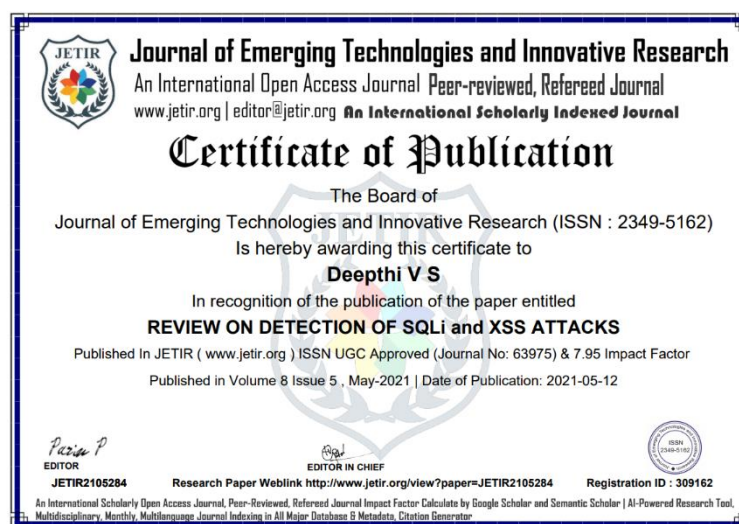 JETIR
Journal of Emerging Technologies and Innovative Research
An International Open Access Journal Peer-reviewed, Refereed Journal
www.jetir.org | editor@jetir.org An International Scholarly Indexed Journal
Certificate of Publication
The Board of
Journal of Emerging Technologies and Innovative Research (ISSN : 2349-5162)
Is hereby awarding this certificate to
Deepthi V S
In recognition of the publication of the paper entitled
REVIEW ON DETECTION OF SQLi and XSS ATTACKS
Published In JETIR ( www.jetir.org ) ISSN UGC Approved (Journal No: 63975) & 7.95 Impact Factor
Published in Volume 8 Issue 5 , May-2021 | Date of Publication: 2021-05-12
EDITOR
EDITOR IN CHIEF
ISSN
2349-5162
JETIR2105284 Research Paper Weblink http://www.jetir.org/view?paper=JETIR2105284 Registration ID : 309162
An International Scholarly Open Access Journal, Peer-Reviewed, Refereed Journal Impact Factor Calculate by Google Scholar and Semantic Scholar | AI-Powered Research Tool,
Multidisciplinary, Monthly, Multilanguage Journal Indexing in All Major Database & Metadata, Citation Generator